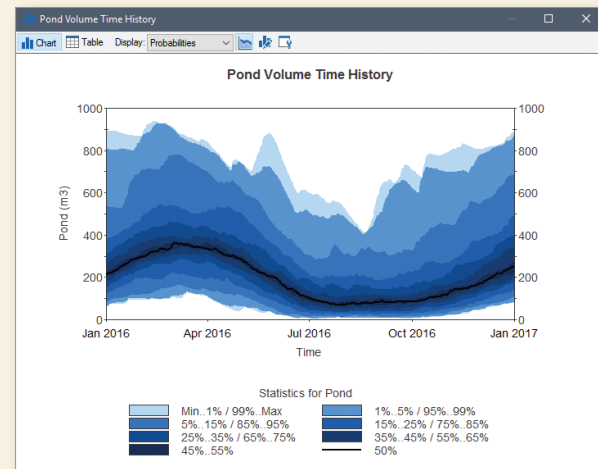 Pond Volume Time History
Chart Table Display: Probabilities
Pond Volume Time History
1000 1000
800 800
600 600
400 400
200 200
0 0
Pond (m3)
Jan 2016 Apr 2016 Jul 2016 Oct 2016 Jan 2017
Time
Statistics for Pond
Min..1% / 99%..Max 1%..5% / 95%..99%
5%..15% / 85%..95% 15%..25% / 75%..85%
25%..35% / 65%..75% 35%..45% / 55%..65%
45%..55% 50%